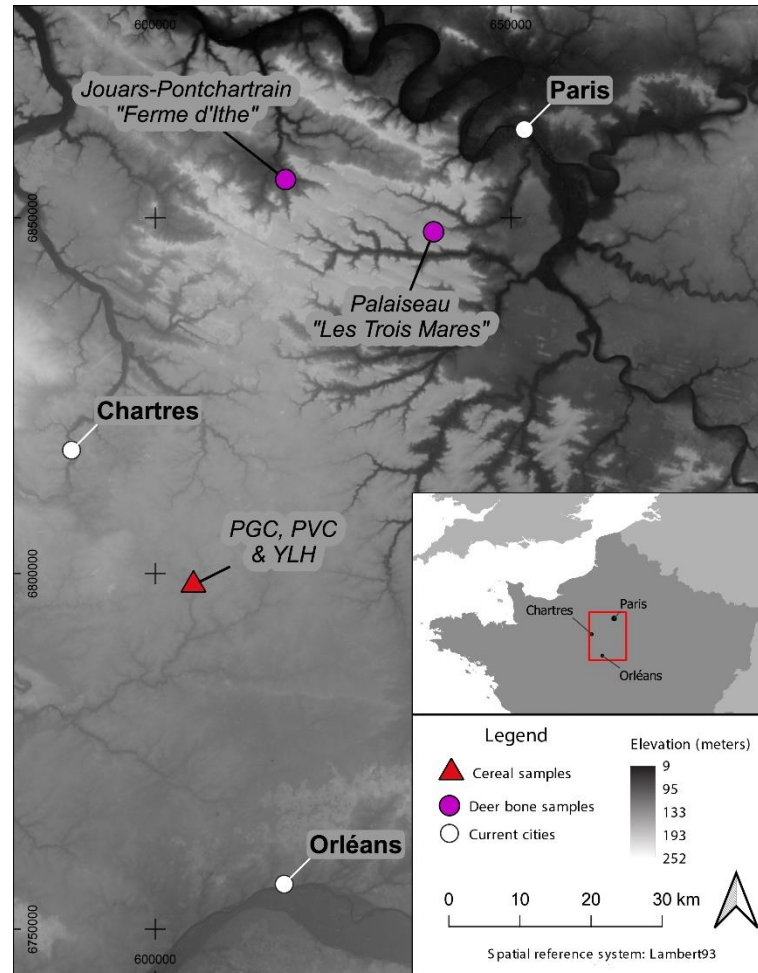 600000
650000
Jouars-Pontchartrain
"Ferme d'Ithe"
Paris
6850000
Palaiseau
"Les Trois Mares"
Chartres
PGC, PVC
& YLH
6800000
Chartres
Paris
Orléans
Legend
Cereal samples
Deer bone samples
Current cities
Elevation (meters)
9
95
133
193
252
Orléans
0 10 20 30 km
6750000
600000
Spatial reference system: Lambert93